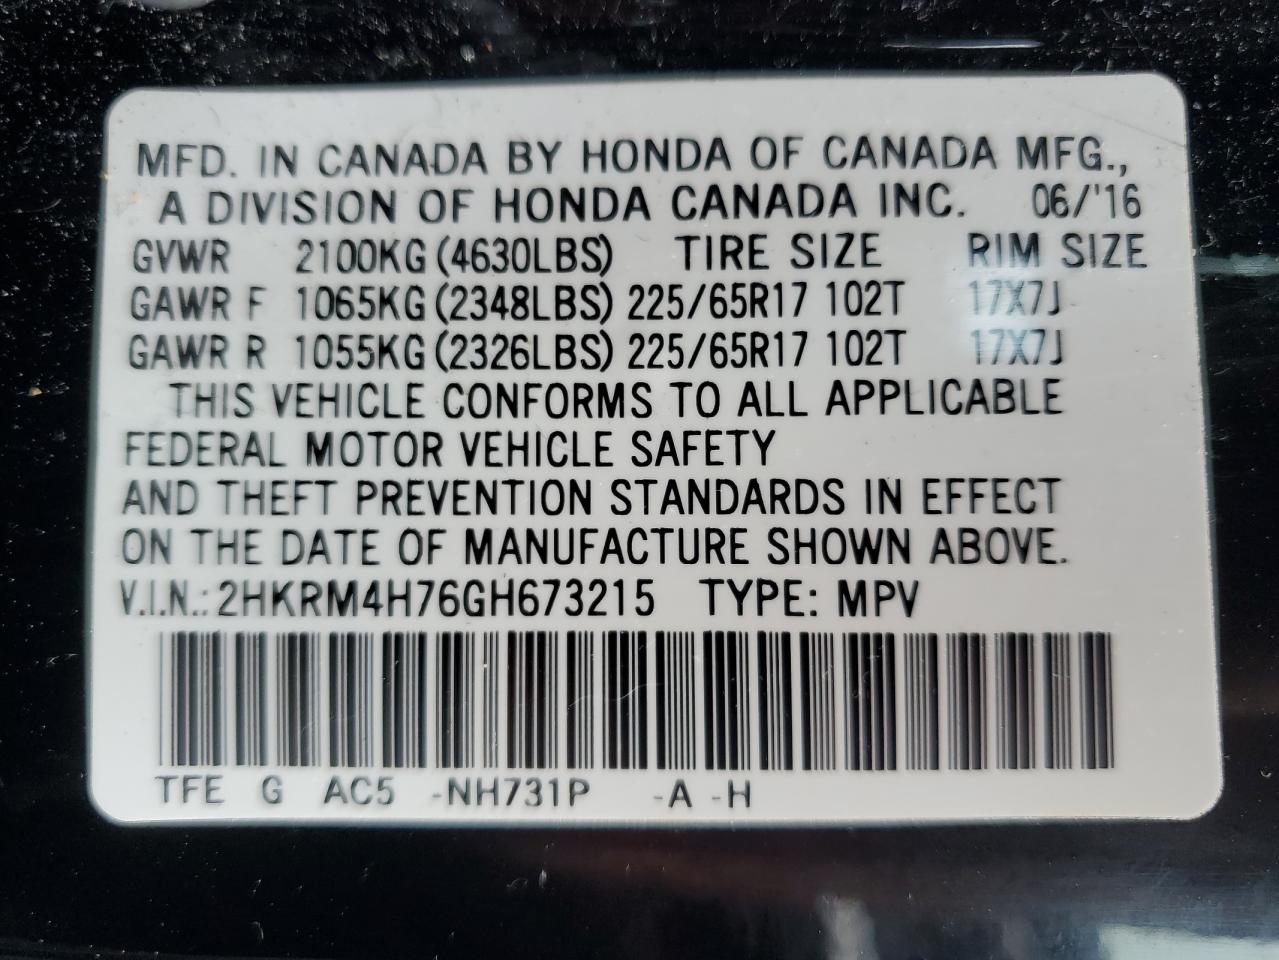 MFD. IN CANADA BY HONDA OF CANADA MFG.,
A DIVISION OF HONDA CANADA INC. 06/'16
GVWR 2100KG (4630LBS) TIRE SIZE RIM SIZE
GAWR F 1065KG (2348LBS) 225/65R17 102T 17X7J
GAWR R 1055KG (2326LBS) 225/65R17 102T 17X7J
THIS VEHICLE CONFORMS TO ALL APPLICABLE
FEDERAL MOTOR VEHICLE SAFETY
AND THEFT PREVENTION STANDARDS IN EFFECT
ON THE DATE OF MANUFACTURE SHOWN ABOVE.
V.I.N.: 2HKRM4H76GH673215 TYPE: MPV
TFE G AC5 -NH731P -A -H